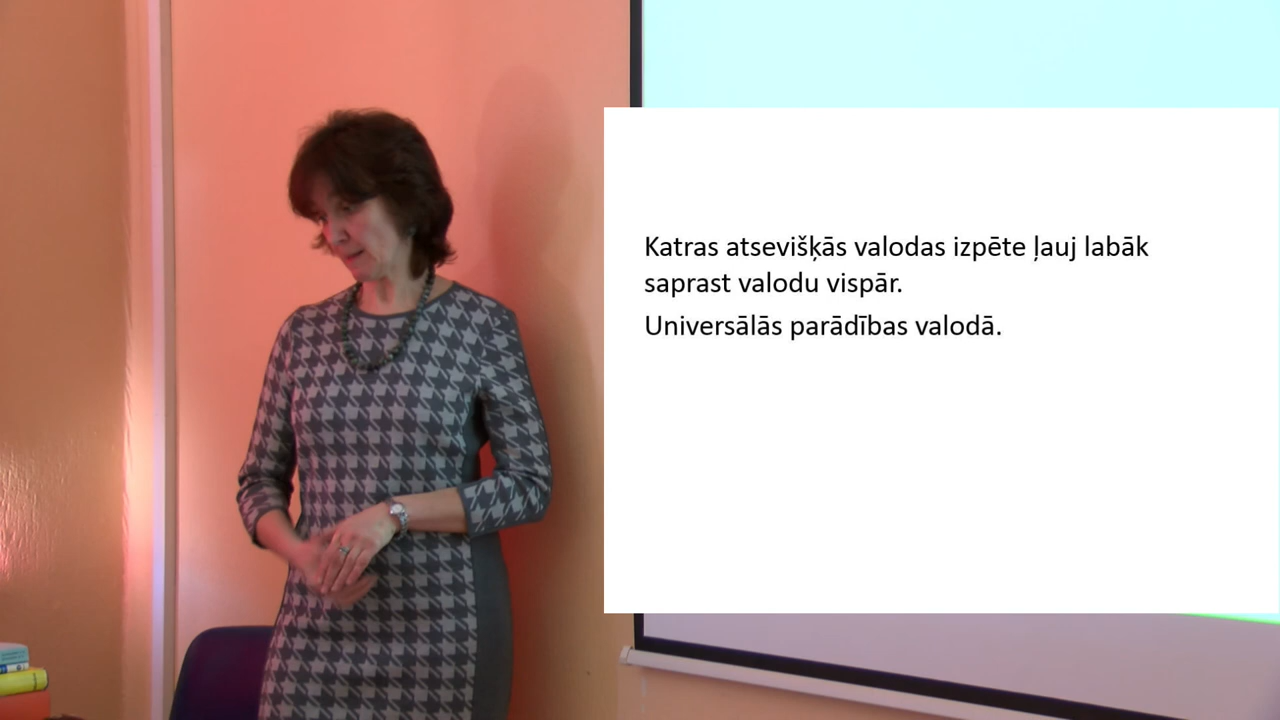 Katras atsevišķās valodas izpēte ļauj labāk
saprast valodu vispār.
Universālās parādības valodā.